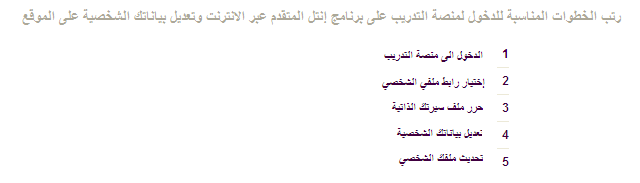 رتب الخطوات المناسبة للدخول لمنصة التدريب على برنامج إنتل المتقدم عبر الانترنت وتعديل بياناتك الشخصية على الموقع
1 الدخول الى منصة التدريب
2 إختيار رابط ملفي الشخصي
3 حرر ملف سيرتك الذاتية
4 تعديل بياناتك الشخصية
5 تحديث ملفك الشخصي